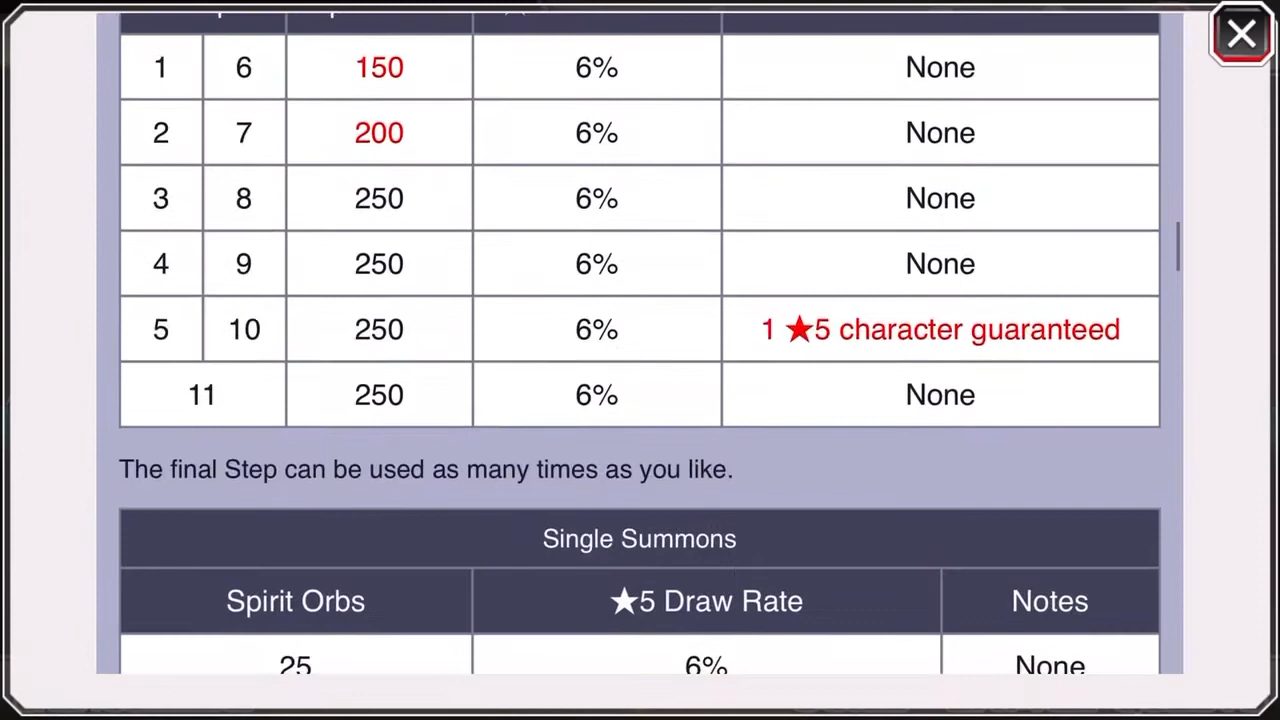 1 6 150 6% None
2 7 200 6% None
3 8 250 6% None
4 9 250 6% None
5 10 250 6% 1 ★5 character guaranteed
11 250 6% None
The final Step can be used as many times as you like.
Single Summons
Spirit Orbs ★5 Draw Rate Notes
25 6% None